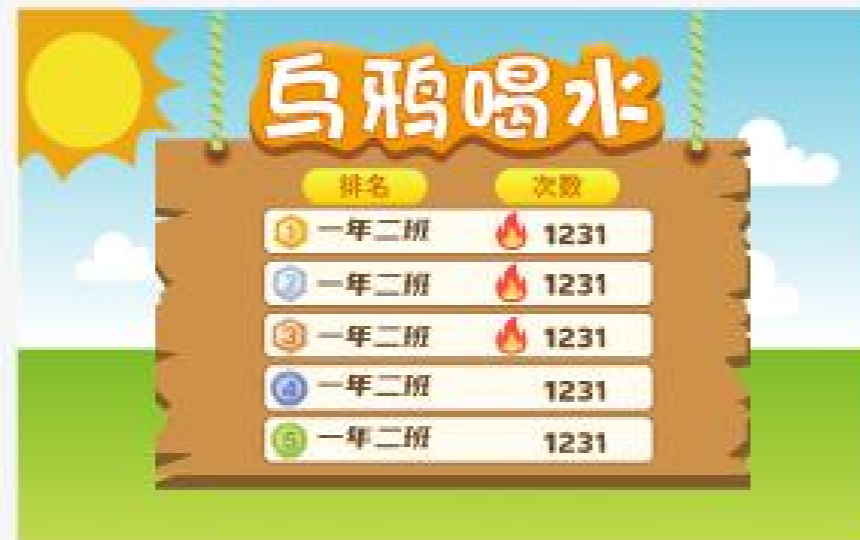 乌鸦喝水
排名 次数
1 一年二班 1231
2 一年二班 1231
3 一年二班 1231
4 一年二班 1231
5 一年二班 1231